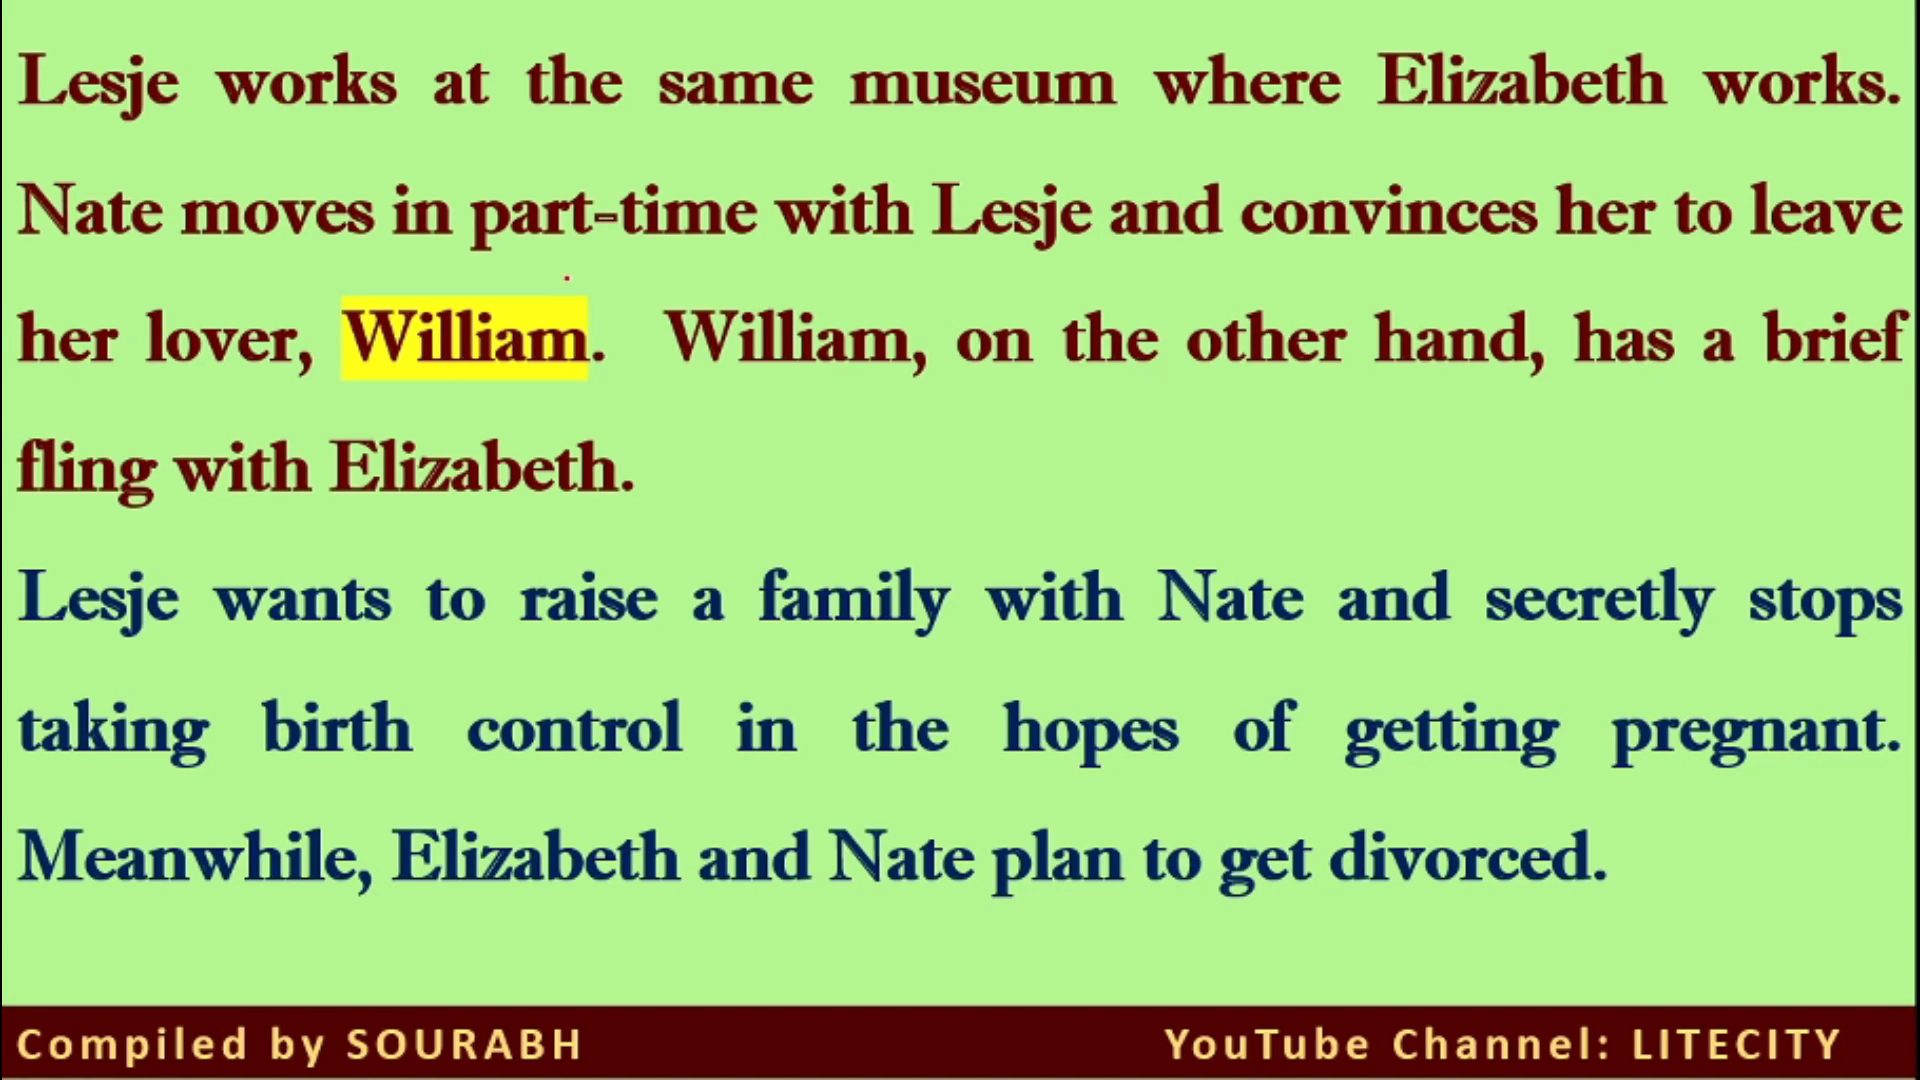 Lesje works at the same museum where Elizabeth works.
Nate moves in part-time with Lesje and convinces her to leave
her lover, William. William, on the other hand, has a brief
fling with Elizabeth.
Lesje wants to raise a family with Nate and secretly stops
taking birth control in the hopes of getting pregnant.
Meanwhile, Elizabeth and Nate plan to get divorced.
Compiled by SOURABH
YouTube Channel: LITECITY